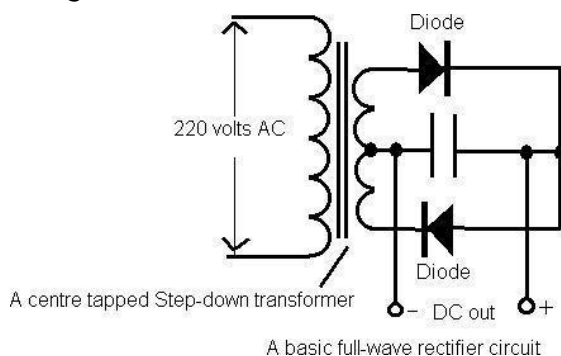 Diode
220 volts AC
Diode
A centre tapped Step-down transformer
- DC out +
A basic full-wave rectifier circuit